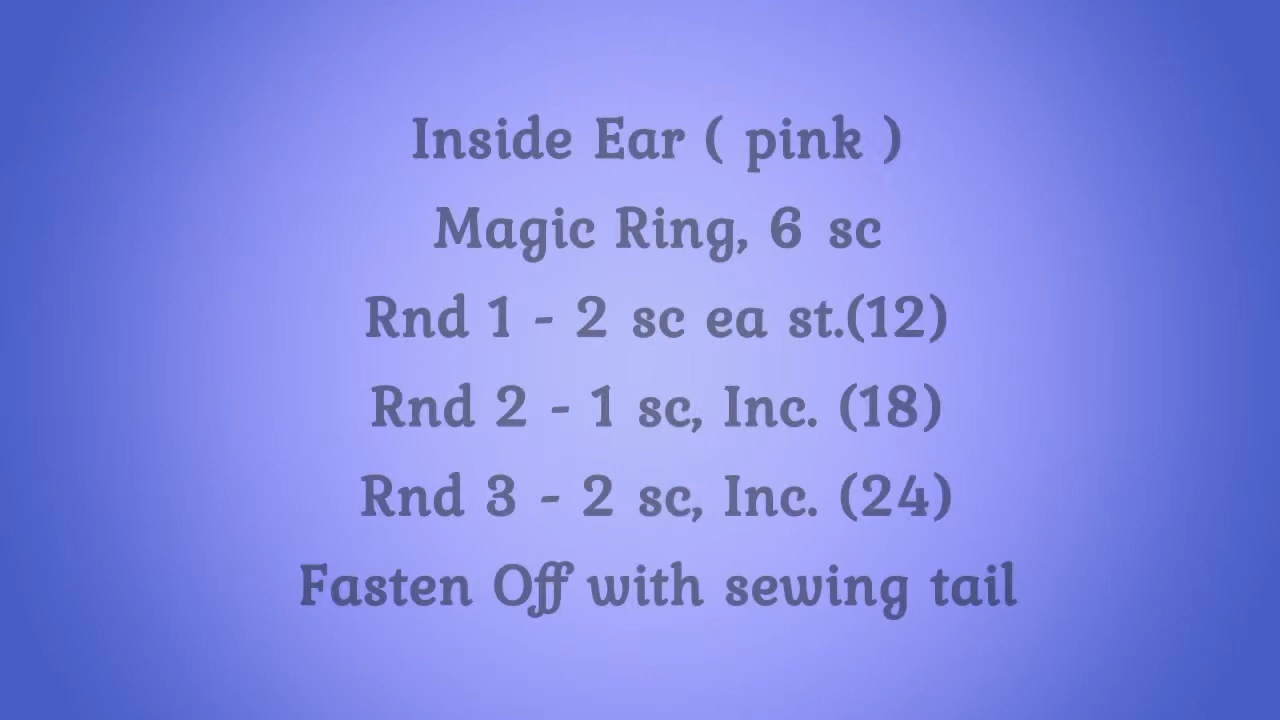 Inside Ear ( pink )
Magic Ring, 6 sc
Rnd 1 - 2 sc ea st.(12)
Rnd 2 - 1 sc, Inc. (18)
Rnd 3 - 2 sc, Inc. (24)
Fasten Off with sewing tail